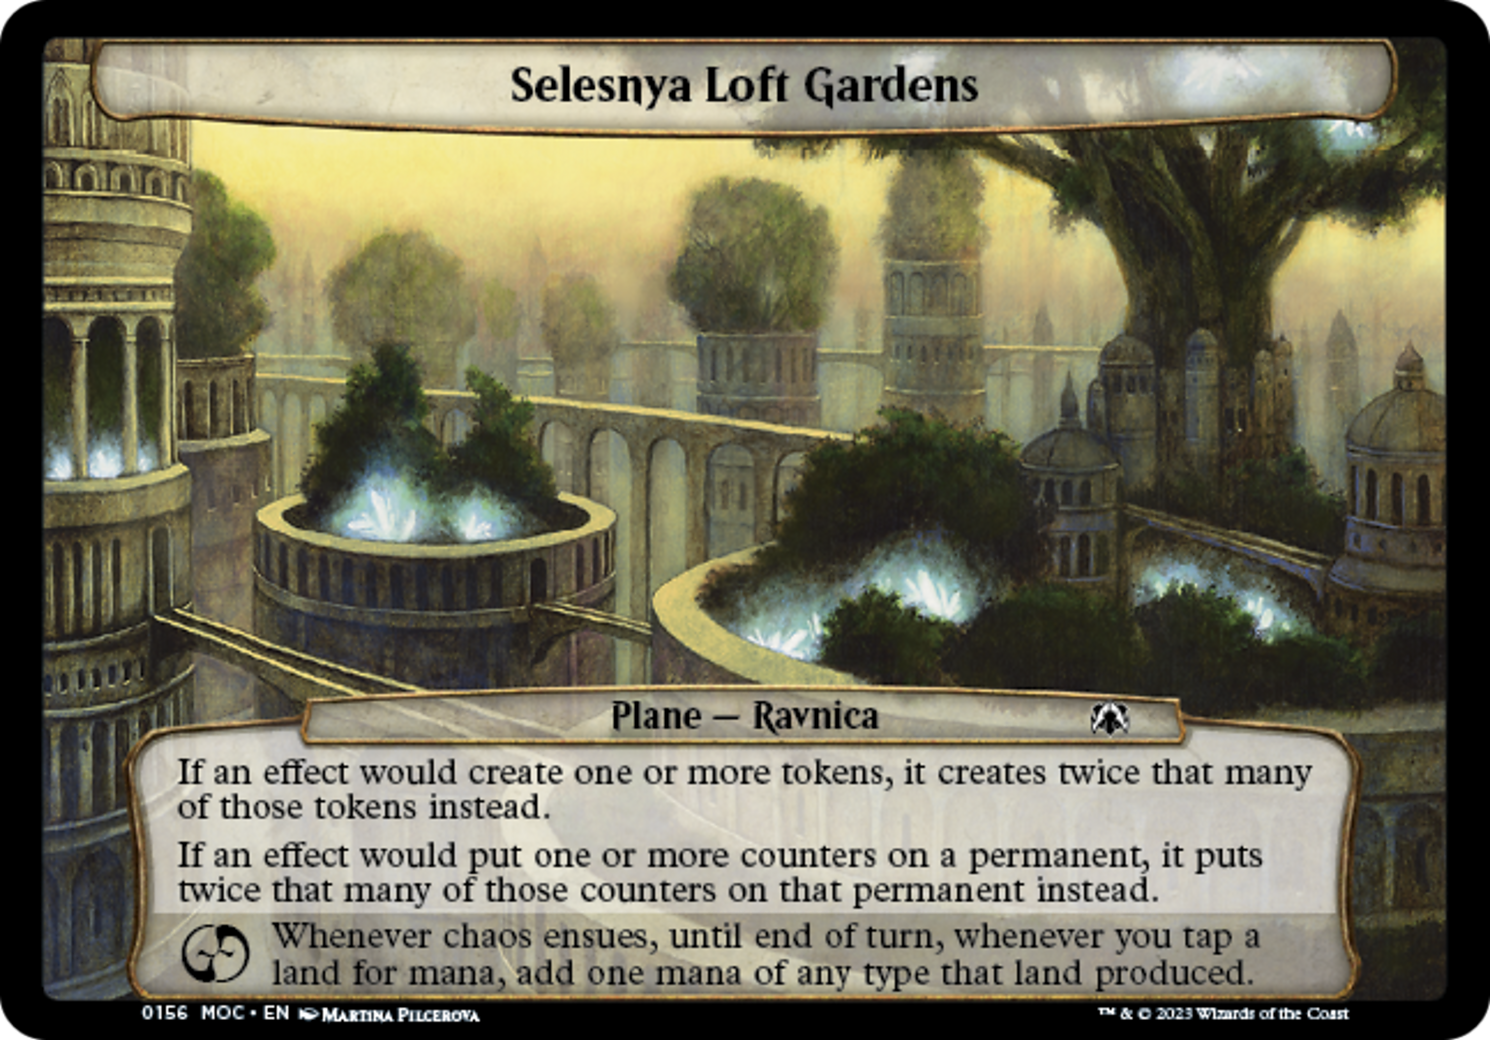 Selesnya Loft Gardens
Plane — Ravnica
If an effect would create one or more tokens, it creates twice that many
of those tokens instead.
If an effect would put one or more counters on a permanent, it puts
twice that many of those counters on that permanent instead.
Whenever chaos ensues, until end of turn, whenever you tap a
land for mana, add one mana of any type that land produced.
0156 MOC • EN Martina Pilcerova
™ & © 2023 Wizards of the Coast